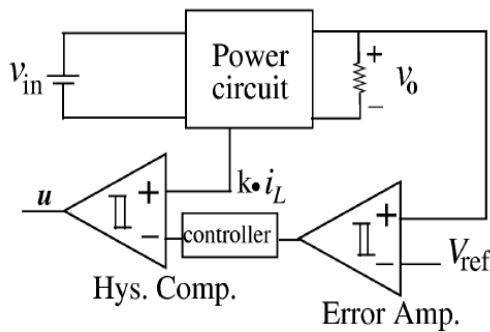 Power
circuit
v_in
+
v_o
−
u
+
k•i_L
−
controller
+
−
V_ref
Hys. Comp.
Error Amp.